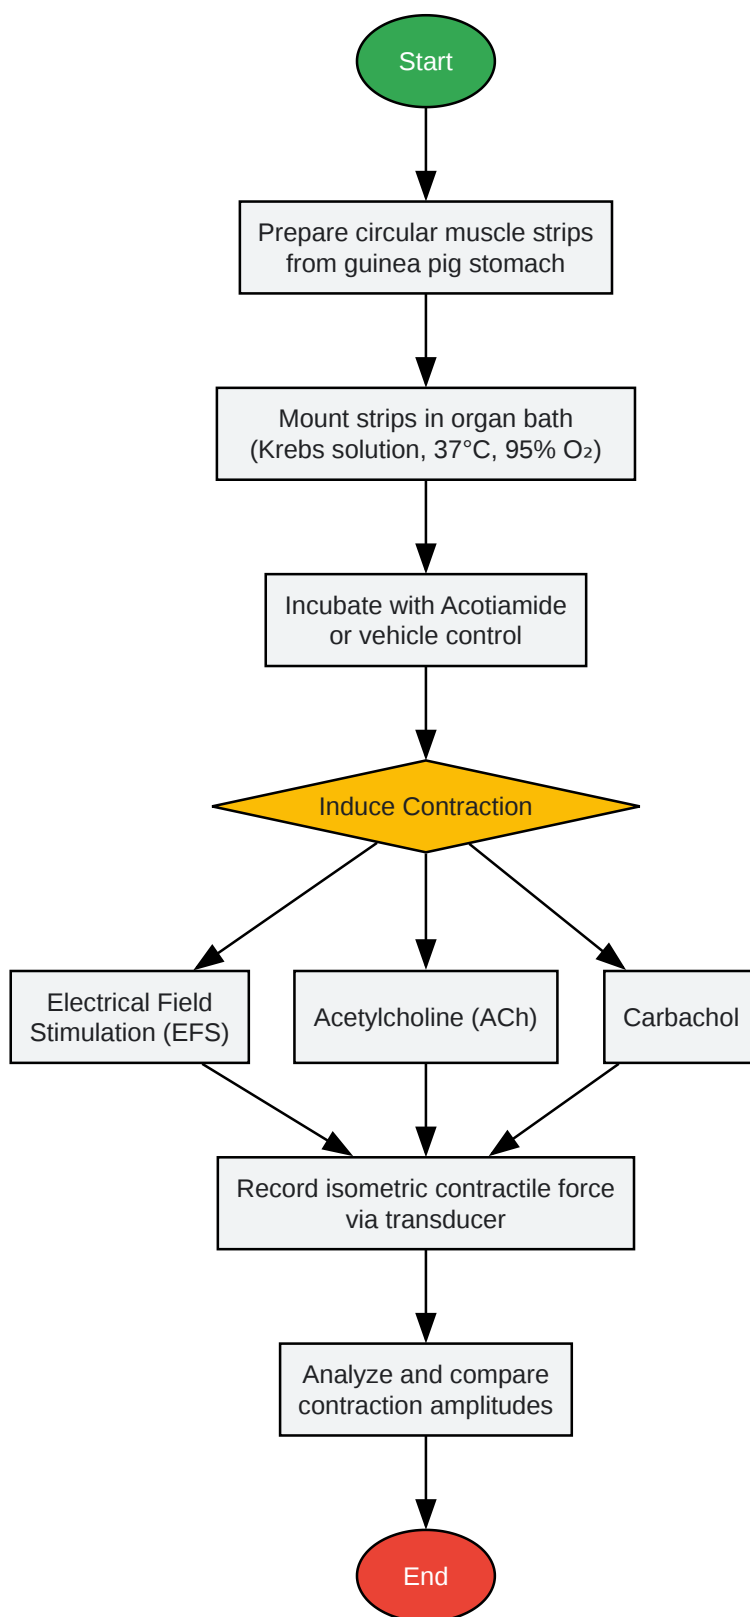 Start
Prepare circular muscle strips
from guinea pig stomach
Mount strips in organ bath
(Krebs solution, 37°C, 95% O₂)
Incubate with Acotiamide
or vehicle control
Induce Contraction
Electrical Field
Stimulation (EFS)
Acetylcholine (ACh)
Carbachol
Record isometric contractile force
via transducer
Analyze and compare
contraction amplitudes
End